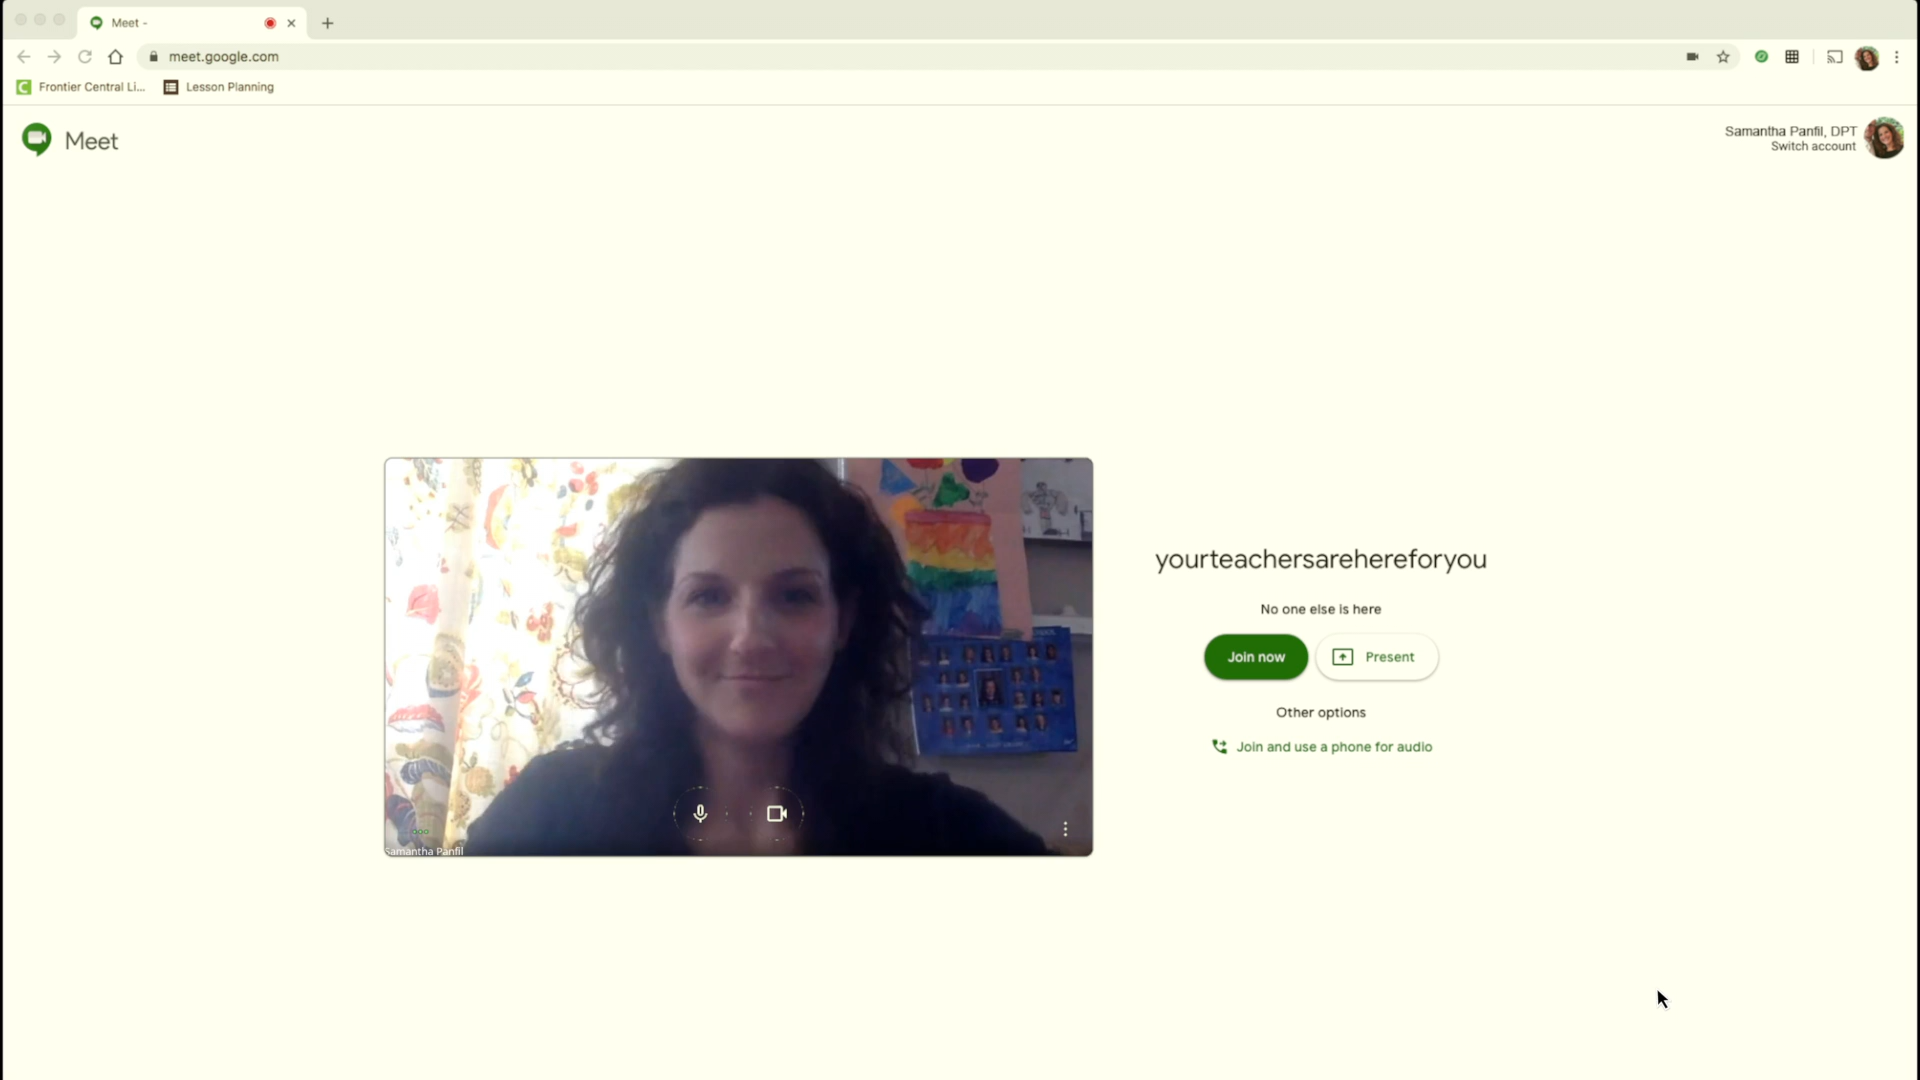 Meet -
meet.google.com
Frontier Central Li...
Lesson Planning
Meet
Samantha Panfil, DPT
Switch account
yourteachersarehereforyou
No one else is here
Join now
Present
Other options
Join and use a phone for audio
Samantha Panfil